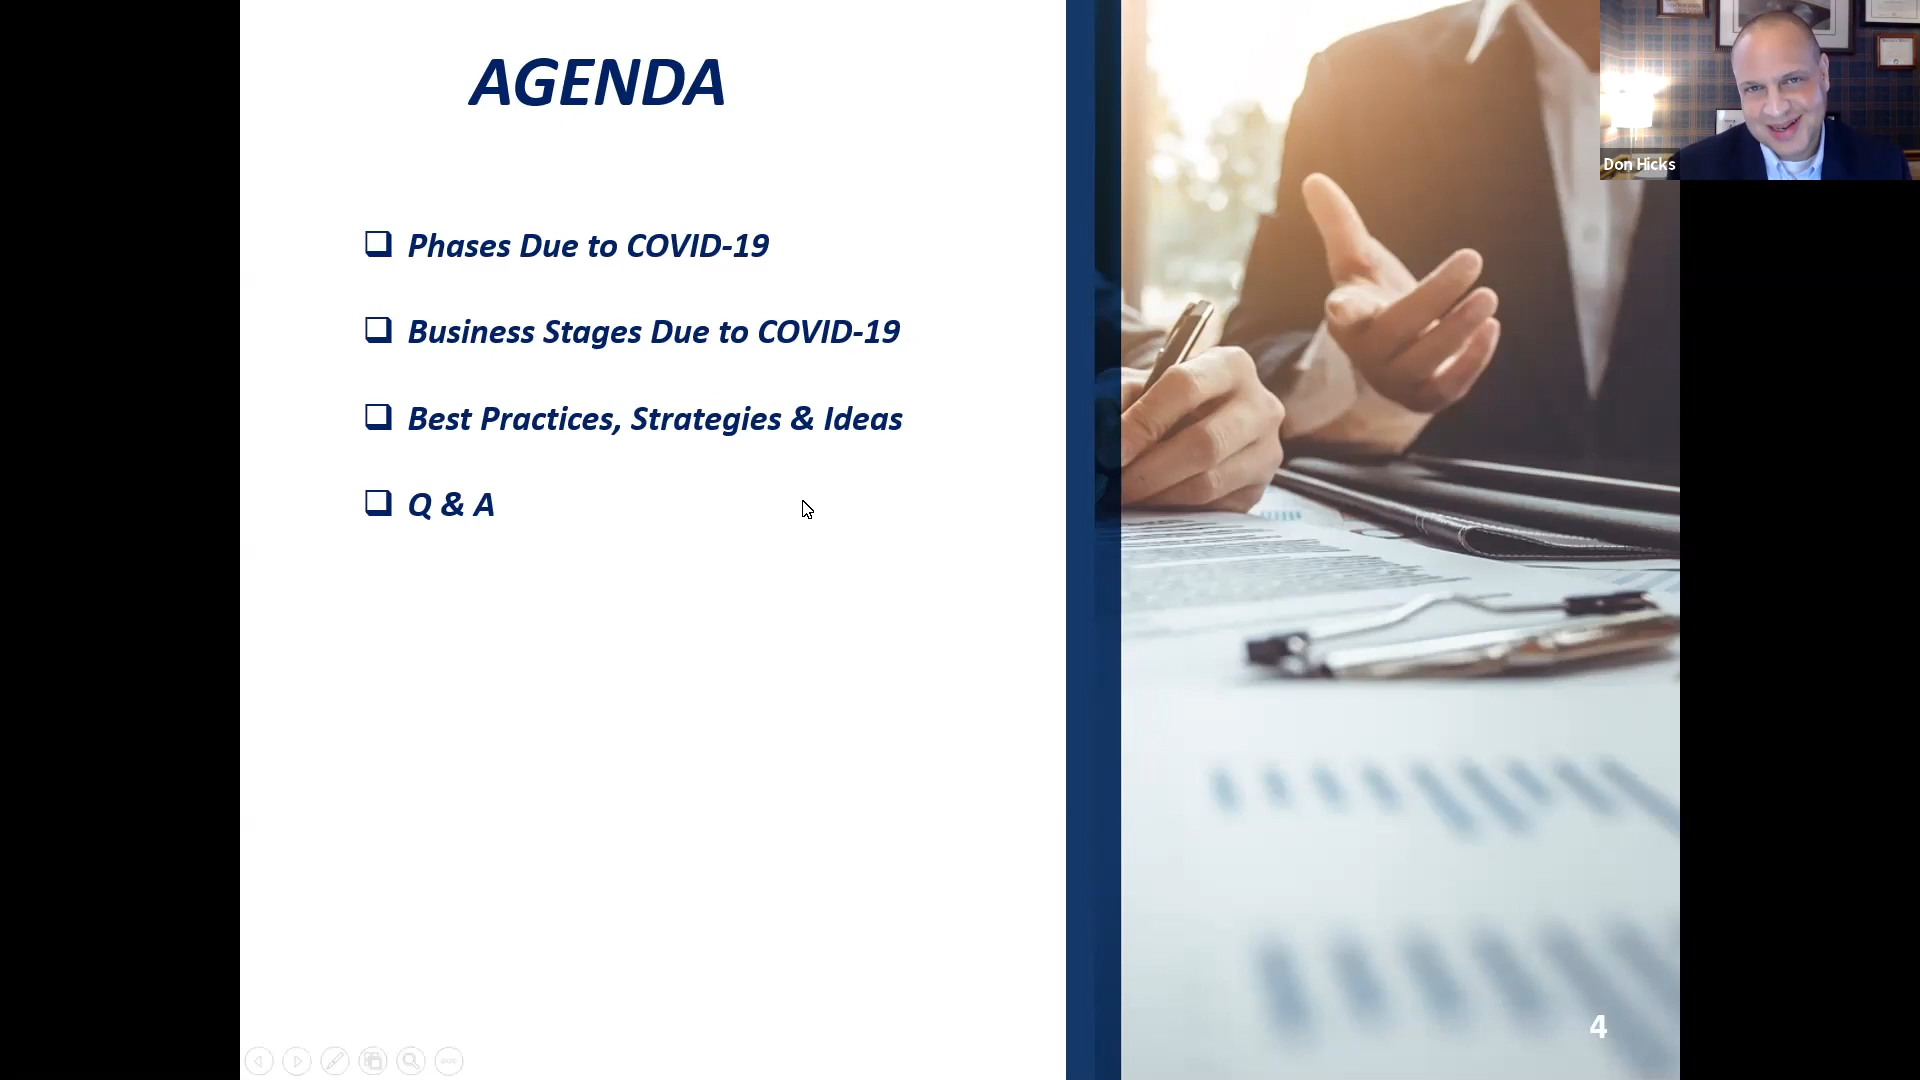 AGENDA
Phases Due to COVID-19
Business Stages Due to COVID-19
Best Practices, Strategies & Ideas
Q & A
Don Hicks
4